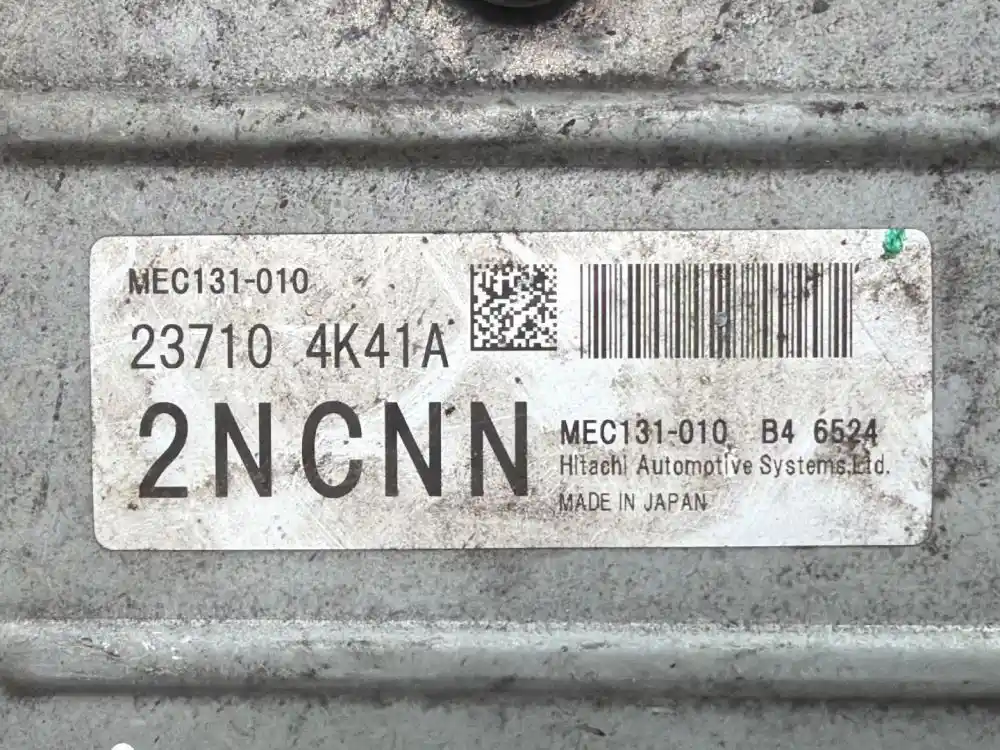 MEC131-010
23710 4K41A
2NCNN
MEC131-010 B4 6524
Hitachi Automotive Systems,Ltd.
MADE IN JAPAN